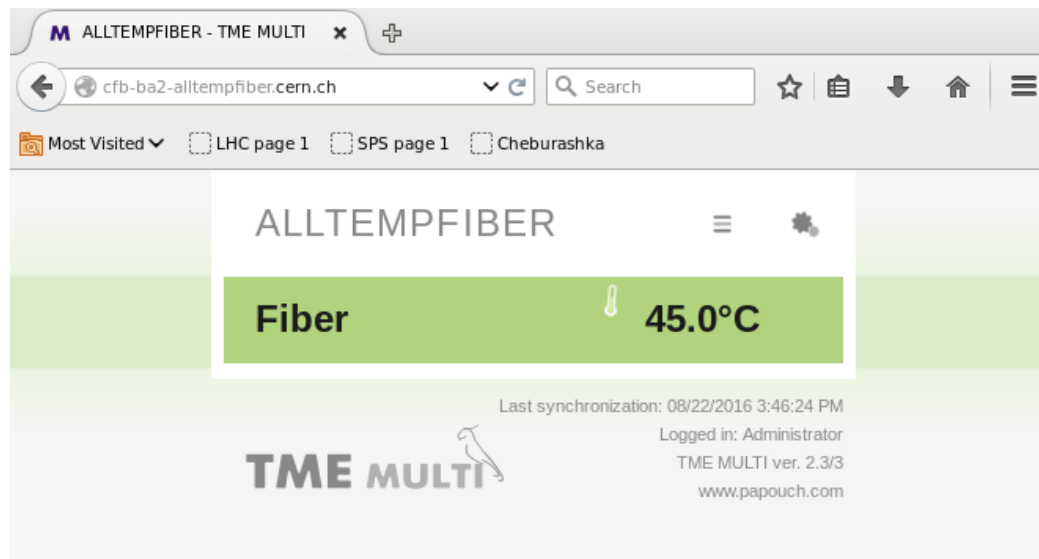 M ALLTEMPFIBER - TME MULTI
cfb-ba2-alltempfiber.cern.ch
Search
Most Visited LHC page 1 SPS page 1 Cheburashka
ALLTEMPFIBER
Fiber 45.0°C
Last synchronization: 08/22/2016 3:46:24 PM
Logged in: Administrator
TME MULTI
TME MULTI ver. 2.3/3
www.papouch.com